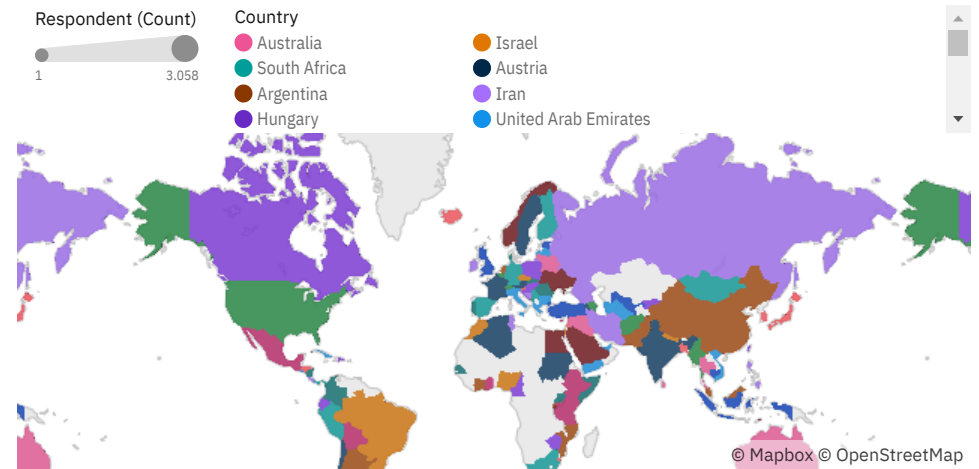 Respondent (Count)
1
3.058
Country
Australia
Israel
South Africa
Austria
Argentina
Iran
Hungary
United Arab Emirates
© Mapbox © OpenStreetMap